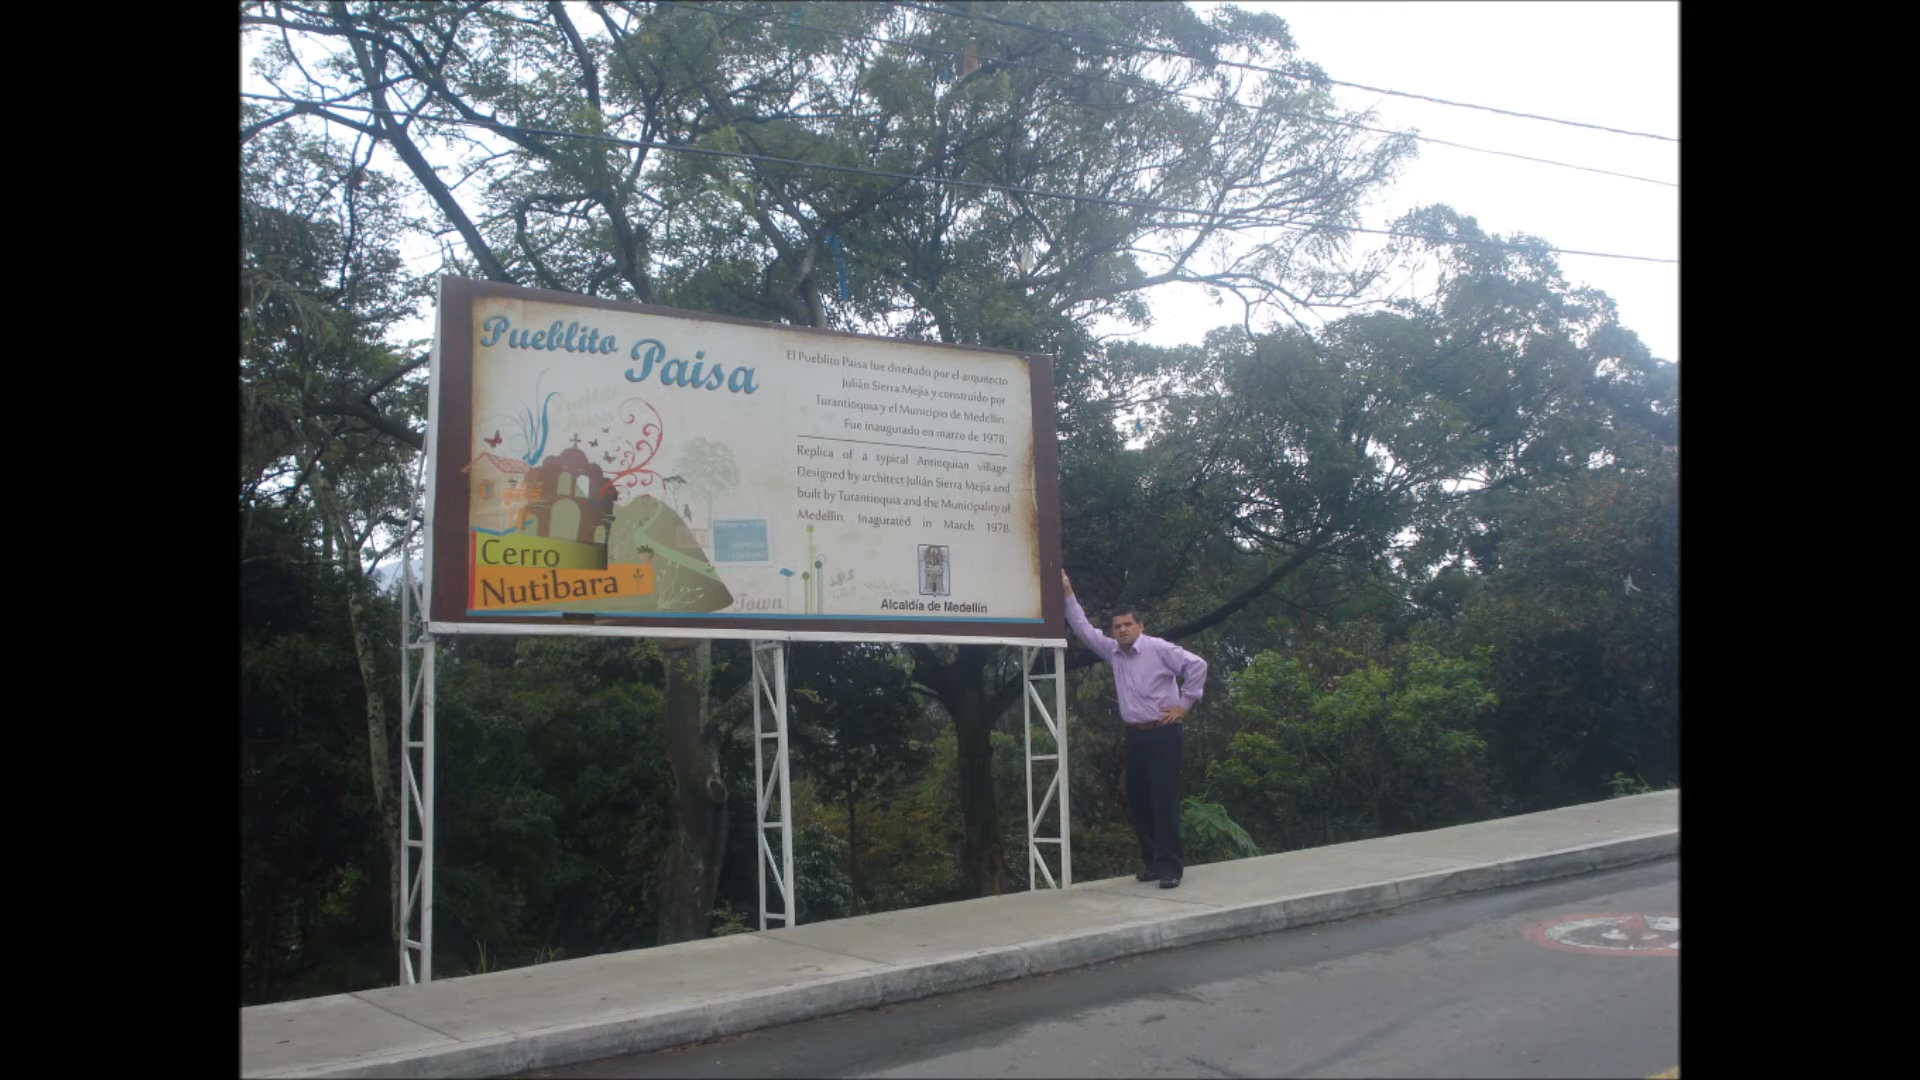 Pueblito
Paisa
El Pueblito Paisa fue diseñado por el arquitecto
Julián Sierra Mejía y construido por
Turantioquia y el Municipio de Medellín.
Fue inaugurado en marzo de 1978.
Replica of a typical Antioquian village
Designed by architect Julián Sierra Mejía and
built by Turantioquia and the Municipality of
Medellín. Inagurated in March 1978.
Cerro
Nutibara
Town
Alcaldía de Medellín